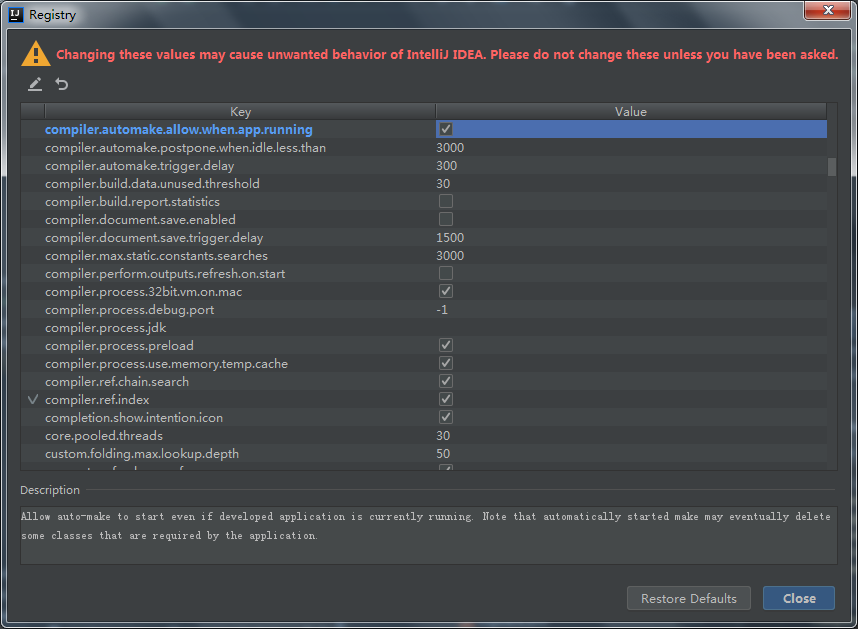 IJ Registry
Changing these values may cause unwanted behavior of IntelliJ IDEA. Please do not change these unless you have been asked.
Key Value
compiler.automake.allow.when.app.running
compiler.automake.postpone.when.idle.less.than 3000
compiler.automake.trigger.delay 300
compiler.build.data.unused.threshold 30
compiler.build.report.statistics
compiler.document.save.enabled
compiler.document.save.trigger.delay 1500
compiler.max.static.constants.searches 3000
compiler.perform.outputs.refresh.on.start
compiler.process.32bit.vm.on.mac
compiler.process.debug.port -1
compiler.process.jdk
compiler.process.preload
compiler.process.use.memory.temp.cache
compiler.ref.chain.search
compiler.ref.index
completion.show.intention.icon
core.pooled.threads 30
custom.folding.max.lookup.depth 50
Description
Allow auto-make to start even if developed application is currently running. Note that automatically started make may eventually delete
some classes that are required by the application.
Restore Defaults Close